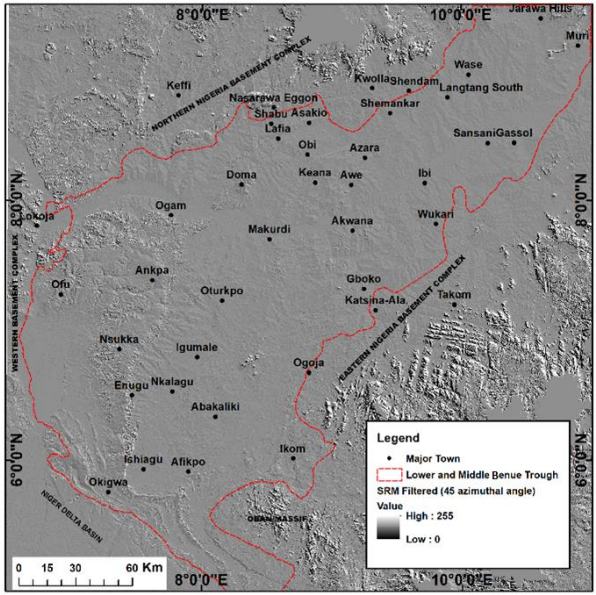 8°0'0"E
10°0'0"E
Jarawa Hills
Muri
NORTHERN NIGERIA BASEMENT COMPLEX
Keffi
Kwolla
Shendam
Wase
Langtang South
Nasarawa Eggon
Shemankar
Shabu
Asakio
Lafia
Sansani
Gassol
Obi
Azara
Doma
Keana
Awe
Ibi
8°0'0"N
8°0'0"N
Lokoja
Ogam
Akwana
Wukari
Makurdi
WESTERN BASEMENT COMPLEX
Ankpa
Ofu
Oturkpo
Gboko
Katsina-Ala
Takom
EASTERN NIGERIA BASEMENT COMPLEX
Nsukka
Igumale
Ogoja
Enugu
Nkalagu
Abakaliki
6°0'0"N
6°0'0"N
Ishiagu
Afikpo
Ikom
Okigwa
NIGER DELTA BASIN
OBAN MASSIF
Legend
Major Town
Lower and Middle Benue Trough
SRM Filtered (45 azimuthal angle)
Value
High : 255
Low : 0
0 15 30 60 Km
8°0'0"E
10°0'0"E